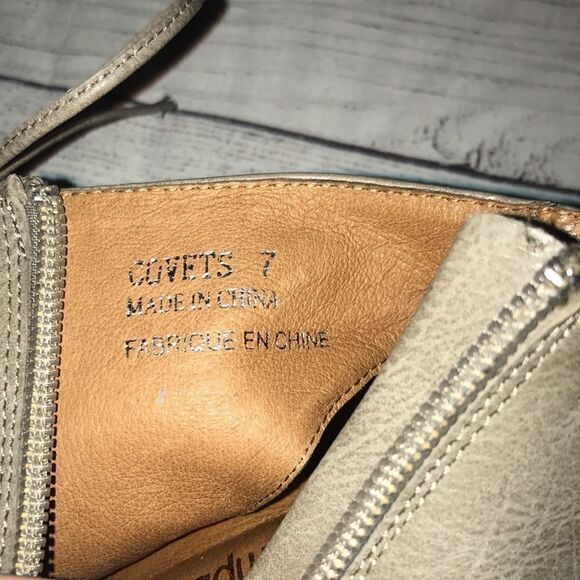 COVETS 7
MADE IN CHINA
FABRIQUE EN CHINE